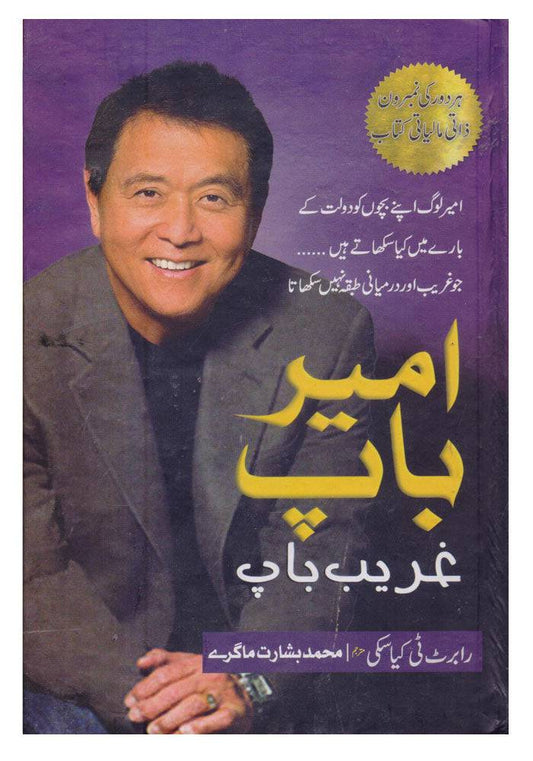 ہر دور کی نمبرون
ذاتی مالیاتی کتاب
امیر لوگ اپنے بچوں کو دولت کے
بارے میں کیا سکھاتے ہیں ......
جو غریب اور درمیانی طبقہ نہیں سکھاتا
امیر
باپ
غریب باپ
رابرٹ ٹی کیاسکی مترجم | محمد بشارت ماگرے